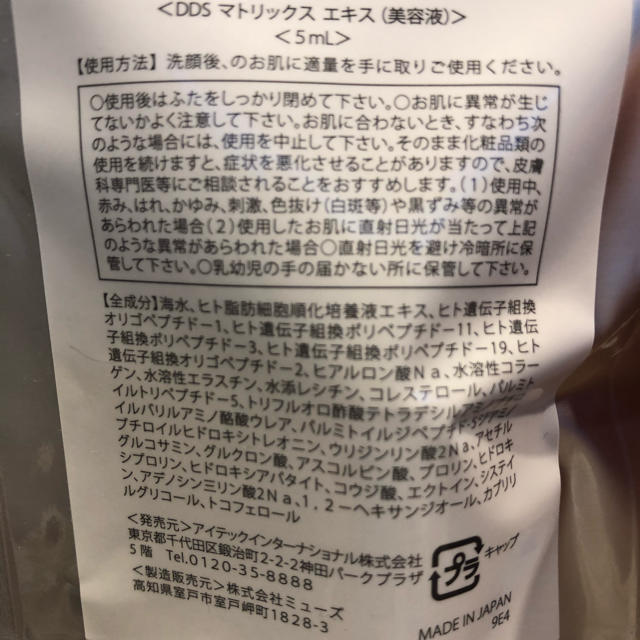 <DDS マトリックス エキス（美容液）>
<5mL>
【使用方法】洗顔後、のお肌に適量を手に取りご使用ください。
○使用後はふたをしっかり閉めて下さい。○お肌に異常が生じ
てないかよく注意して下さい。お肌に合わないとき、すなわち次
のような場合には、使用を中止して下さい。そのまま化粧品類の
使用を続けますと、症状を悪化させることがありますので、皮膚
科専門医等にご相談されることをおすすめします。（1）使用中、
赤み、はれ、かゆみ、刺激、色抜け（白斑等）や黒ずみ等の異常が
あらわれた場合（2）使用したお肌に直射日光が当たって上記
のような異常があらわれた場合○直射日光を避け冷暗所に保
管して下さい。○乳幼児の手の届かない所に保管して下さい。
【全成分】海水、ヒト脂肪細胞順化培養液エキス、ヒト遺伝子組換
オリゴペプチドー1、ヒト遺伝子組換ポリペプチドー11、ヒト遺伝
子組換ポリペプチドー3、ヒト遺伝子組換ポリペプチドー19、ヒト
遺伝子組換オリゴペプチドー2、ヒアルロン酸Na、水溶性コラー
ゲン、水溶性エラスチン、水添レシチン、コレステロール、パルミト
イルトリペプチドー5、トリフルオロ酢酸テトラデシルアミノ
イルバリルアミノ酪酸ウレア、パルミトイルジペプチドー5ジアミノ
ブチロイルヒドロキシトレオニン、ウリジンリン酸2Na、アセチル
グルコサミン、グルクロン酸、アスコルビン酸、プロリン、ヒドロキ
シプロリン、ヒドロキシアパタイト、コウジ酸、エクトイン、システイ
ン、アデノシン三リン酸2Na、1，2－ヘキサンジオール、カプリリ
ルグリコール、トコフェロール
<発売元>アイテックインターナショナル株式会社
東京都千代田区鍛冶町2-2-2神田パークプラザ
5階 Tel.0120-35-8888
<製造販売元>株式会社ミューズ
高知県室戸市室戸岬町1828-3
プラ
キャップ
MADE IN JAPAN
9E4